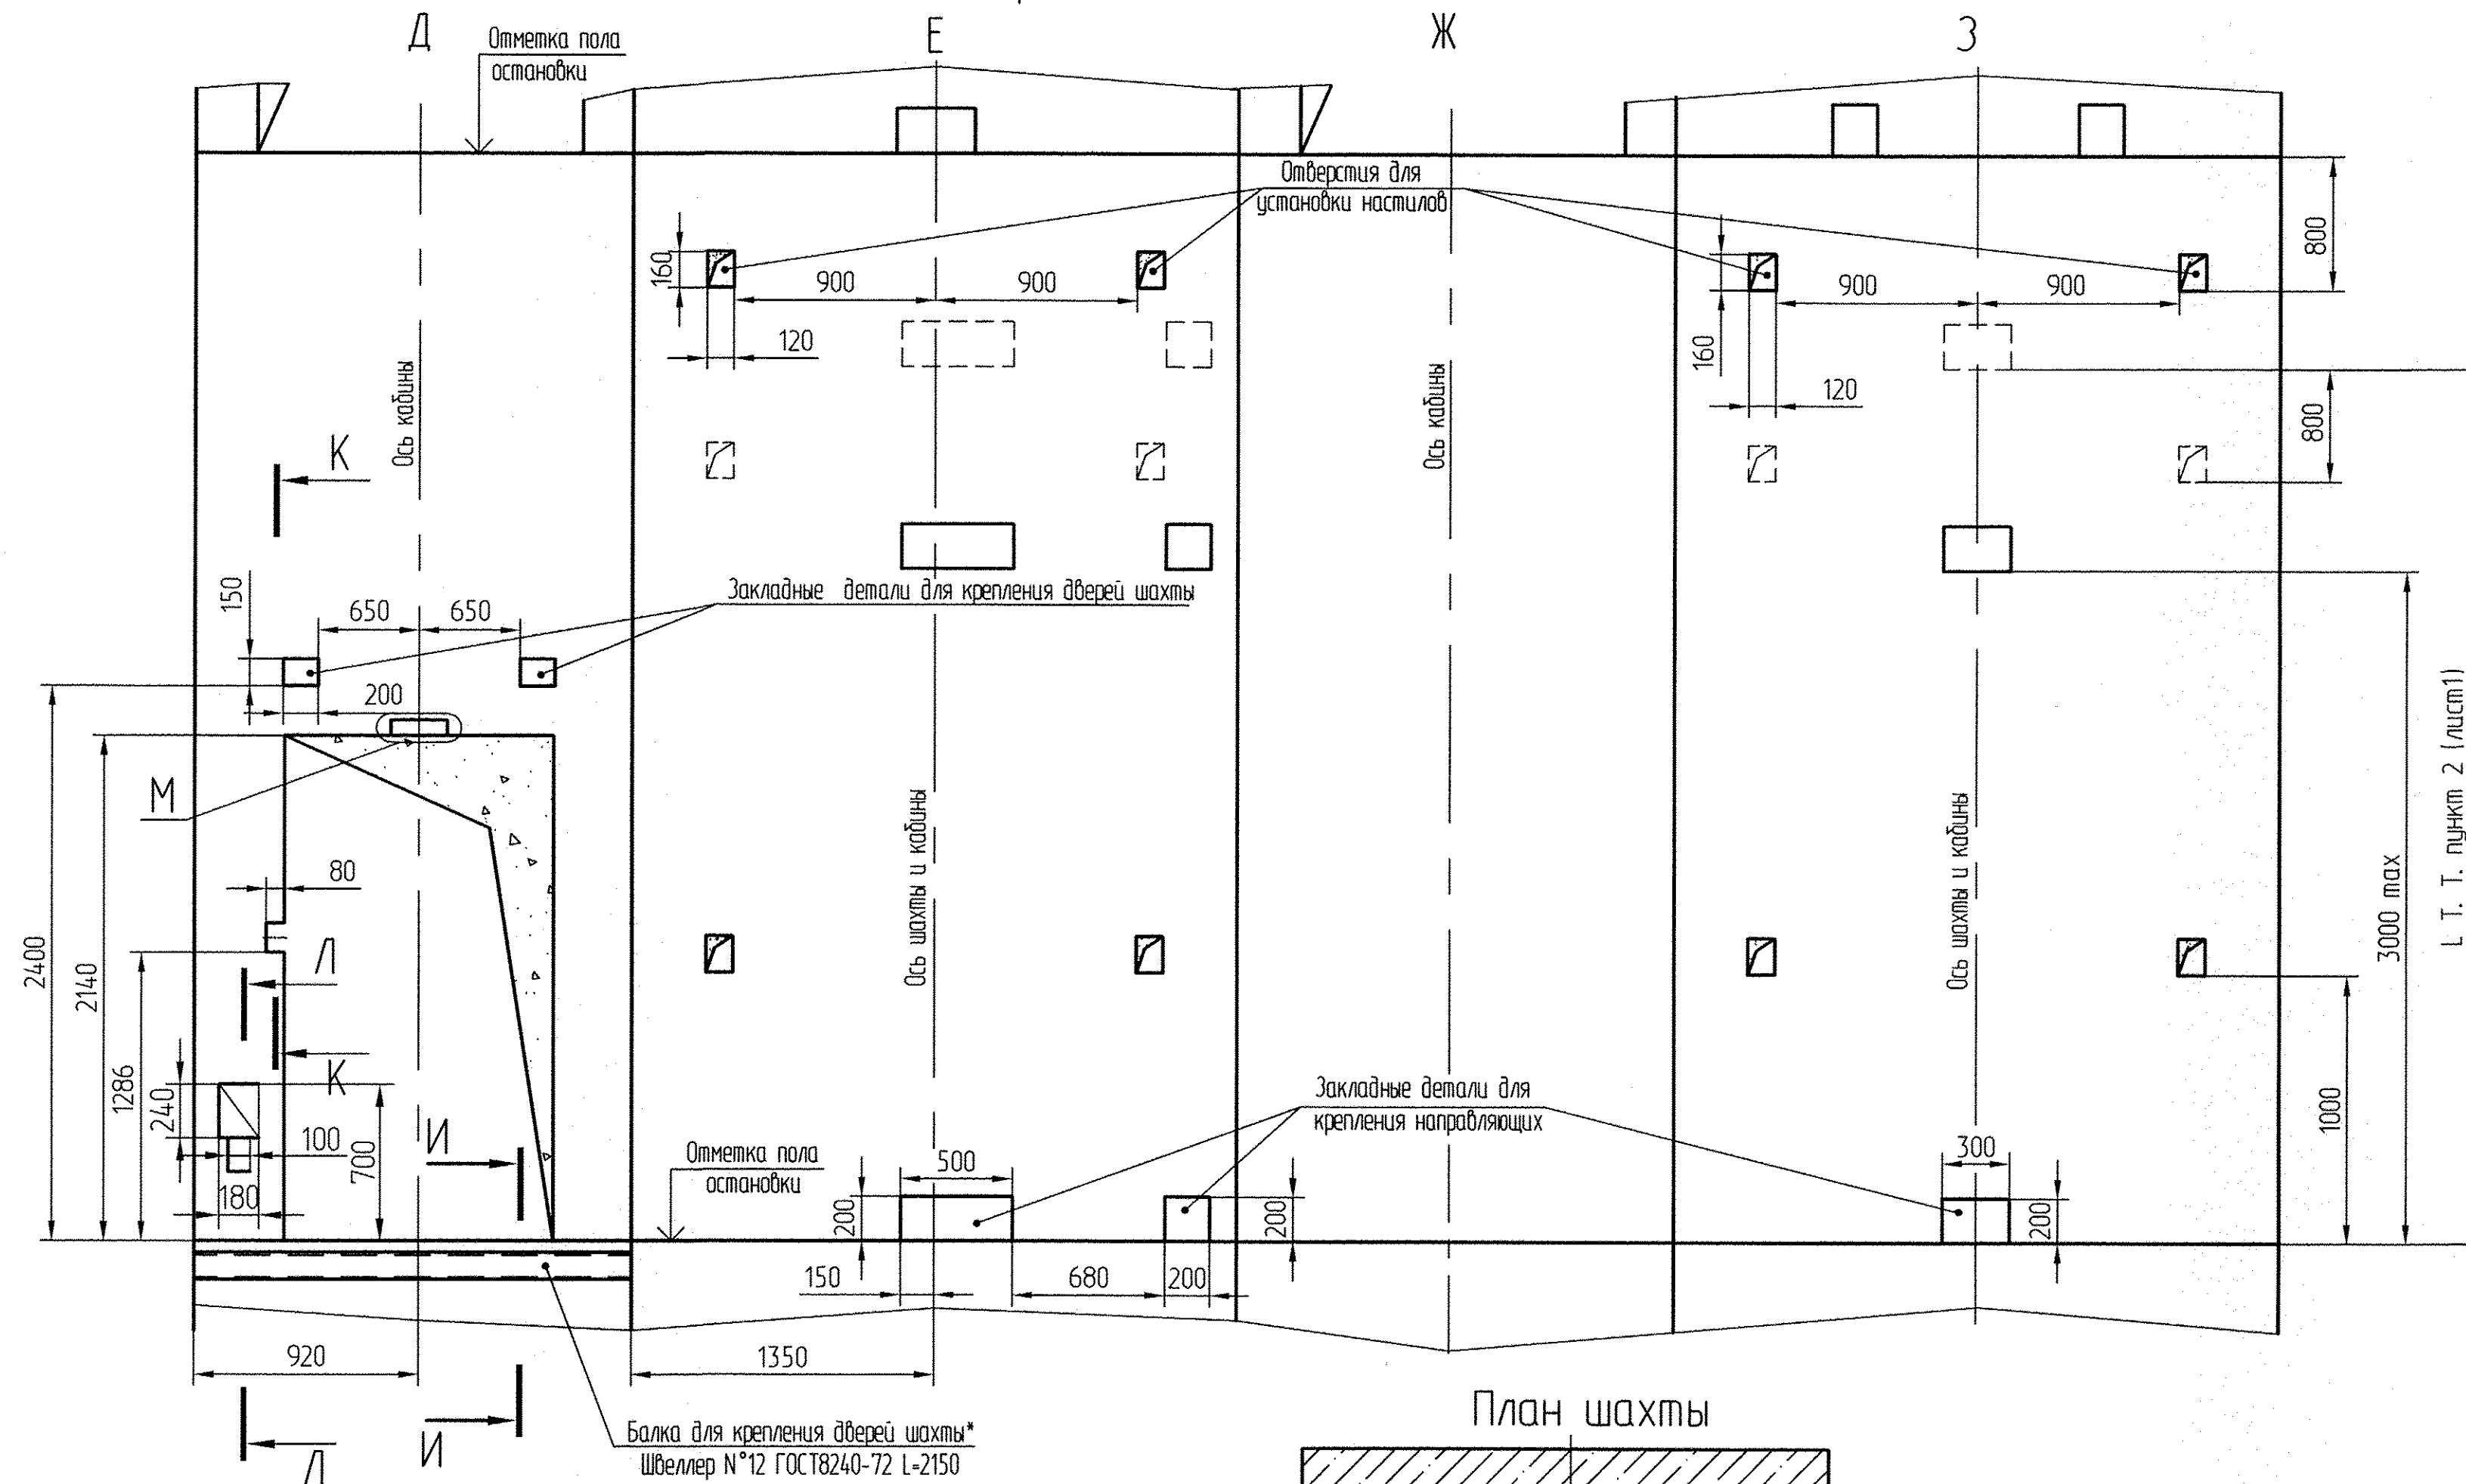 Д
Отметка пола
остановки
Е
Ж
З
Отверстия для
установки настилов
160
900
900
120
160
900
900
120
800
800
Ось кабины
Ось кабины
К
150
650
650
200
Закладные детали для крепления дверей шахты
М
80
Л
К
2400
2140
1286
240
100
180
700
И
Ось шахты и кабины
Ось шахты и кабины
3000 max
L Т. Т. пункт 2 (лист1)
1000
Отметка пола
остановки
Закладные детали для
крепления направляющих
500
200
200
300
200
150
680
200
920
1350
Л
И
Балка для крепления дверей шахты*
Швеллер N°12 ГОСТ8240-72 L=2150
План шахты